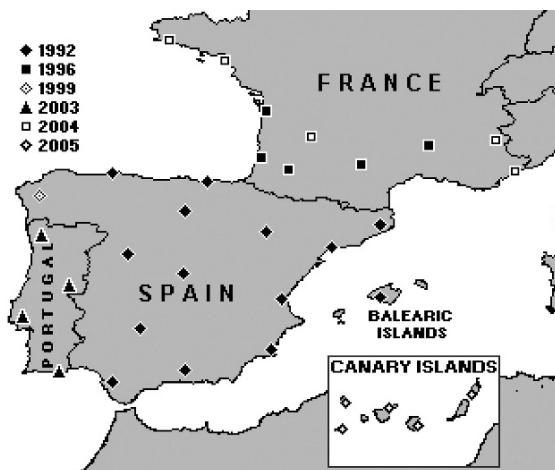 1992
1996
1999
2003
2004
2005
FRANCE
PORTUGAL
SPAIN
BALEARIC
ISLANDS
CANARY ISLANDS